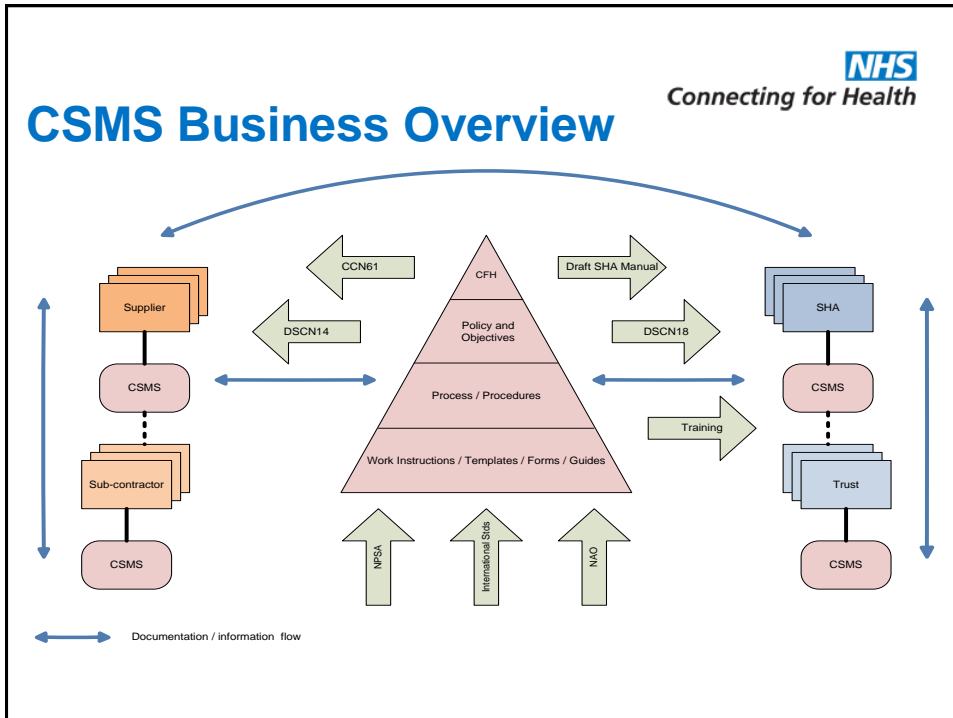 NHS
Connecting for Health
CSMS Business Overview
CCN61
CFH
Draft SHA Manual
Supplier
SHA
DSCN14
Policy and
Objectives
DSCN18
CSMS
CSMS
Process / Procedures
Training
Work Instructions / Templates / Forms / Guides
Sub-contractor
Trust
NPSA
International Stds
NAO
CSMS
CSMS
Documentation / information flow